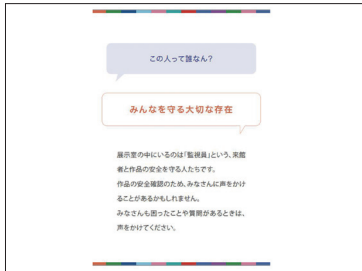 この人って誰なん？
みんなを守る大切な存在
展示室の中にいるのは「監視員」という、来館
者と作品の安全を守る人たちです。
作品の安全確認のため、みなさんに声をかけ
ることがあるかもしれません。
みなさんも困ったことや質問があるときは、
声をかけてください。